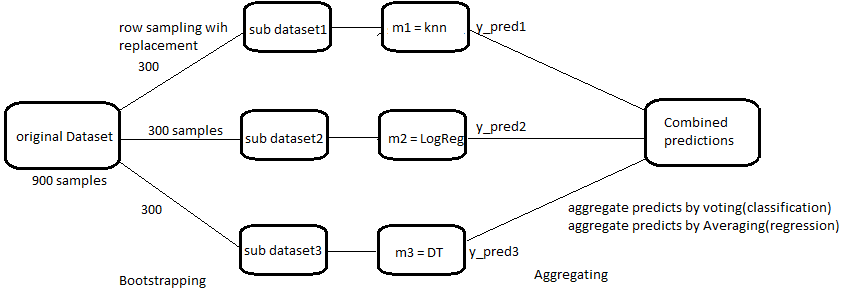 row sampling wih
replacement
300
sub dataset1
m1 = knn
y_pred1
original Dataset
900 samples
300 samples
sub dataset2
m2 = LogReg
y_pred2
Combined
predictions
300
sub dataset3
m3 = DT
y_pred3
aggregate predicts by voting(classification)
aggregate predicts by Averaging(regression)
Bootstrapping
Aggregating